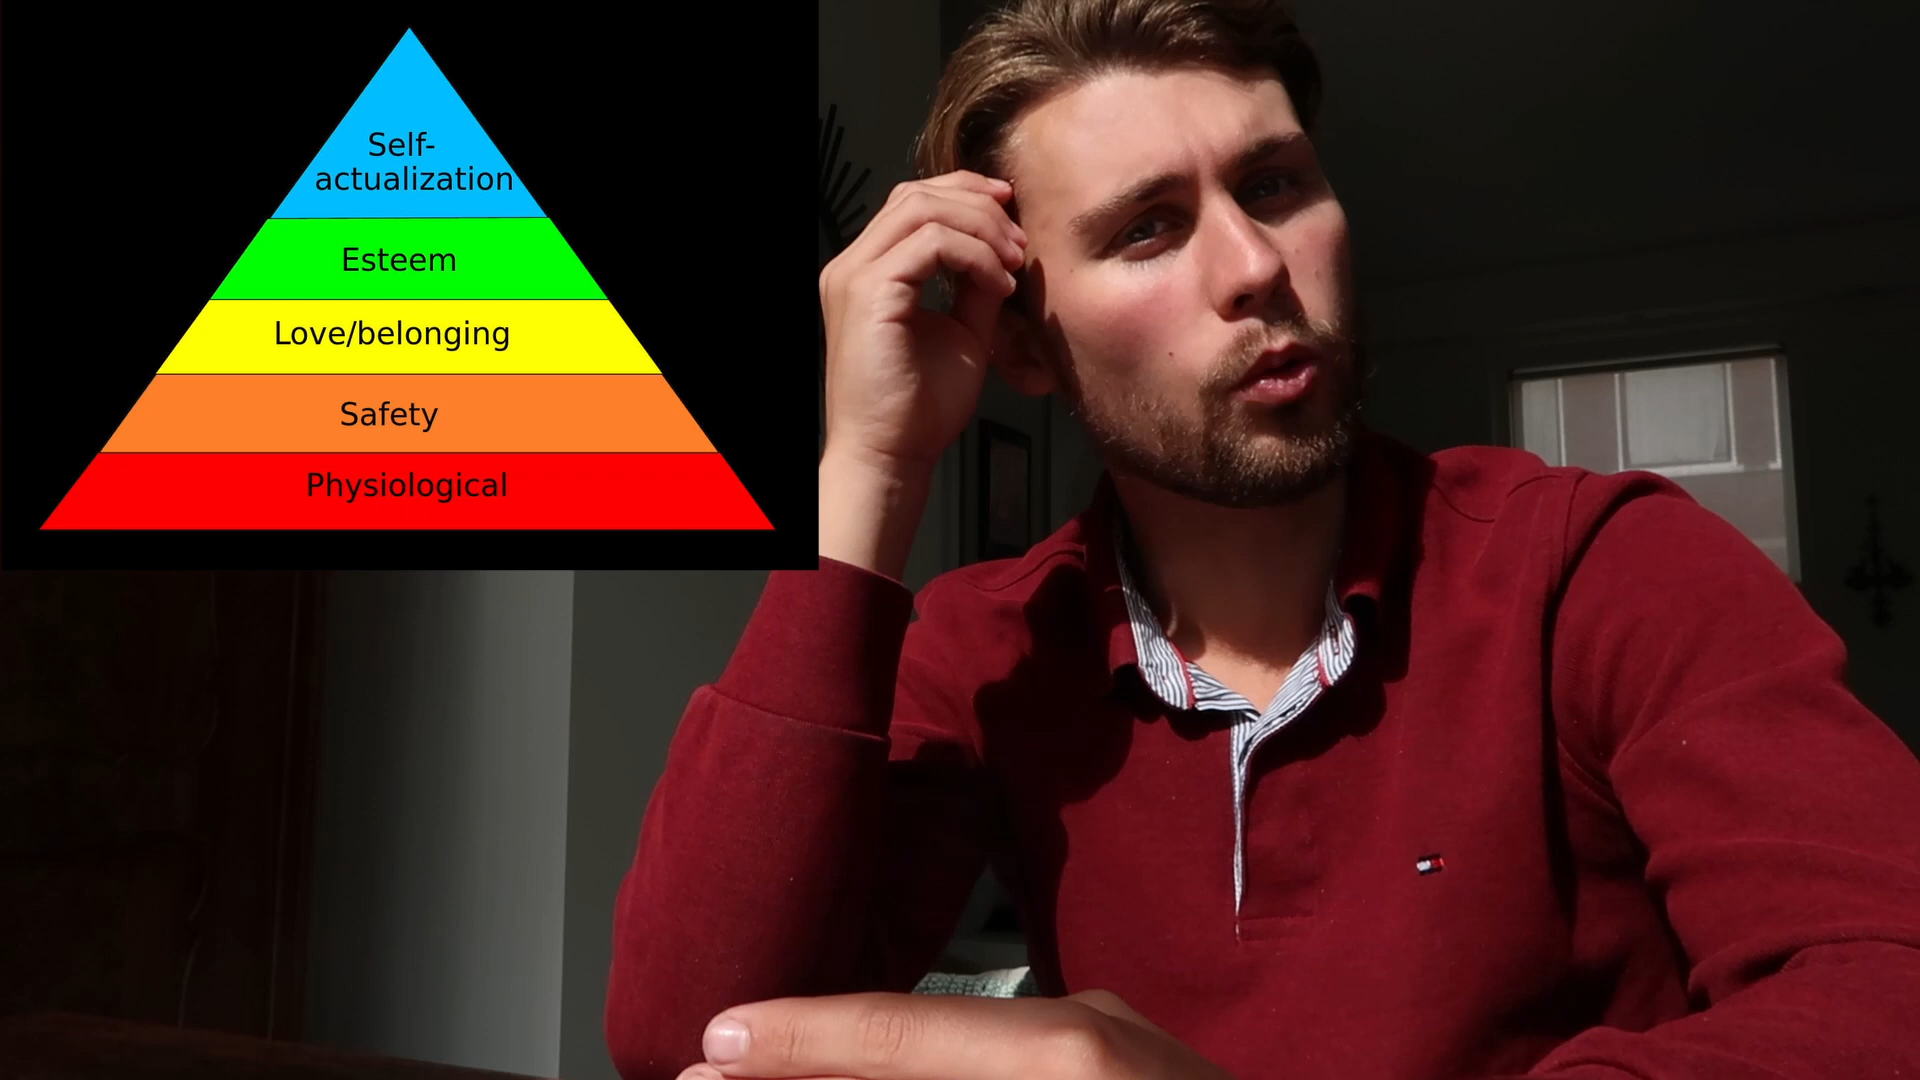 Self-
actualization
Esteem
Love/belonging
Safety
Physiological